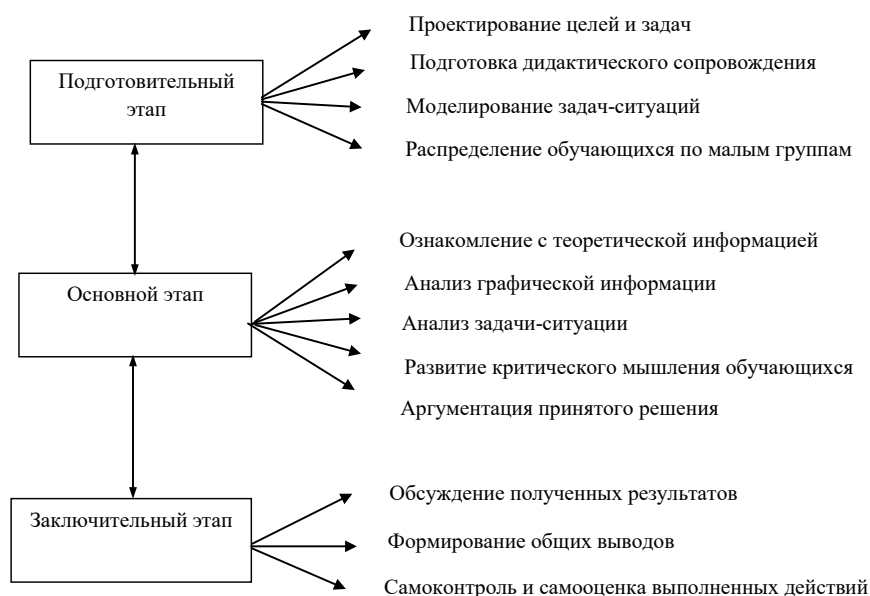 Проектирование целей и задач
Подготовительный
этап
Подготовка дидактического сопровождения
Моделирование задач-ситуаций
Распределение обучающихся по малым группам
Ознакомление с теоретической информацией
Основной этап
Анализ графической информации
Анализ задачи-ситуации
Развитие критического мышления обучающихся
Аргументация принятого решения
Обсуждение полученных результатов
Заключительный этап
Формирование общих выводов
Самоконтроль и самооценка выполненных действий